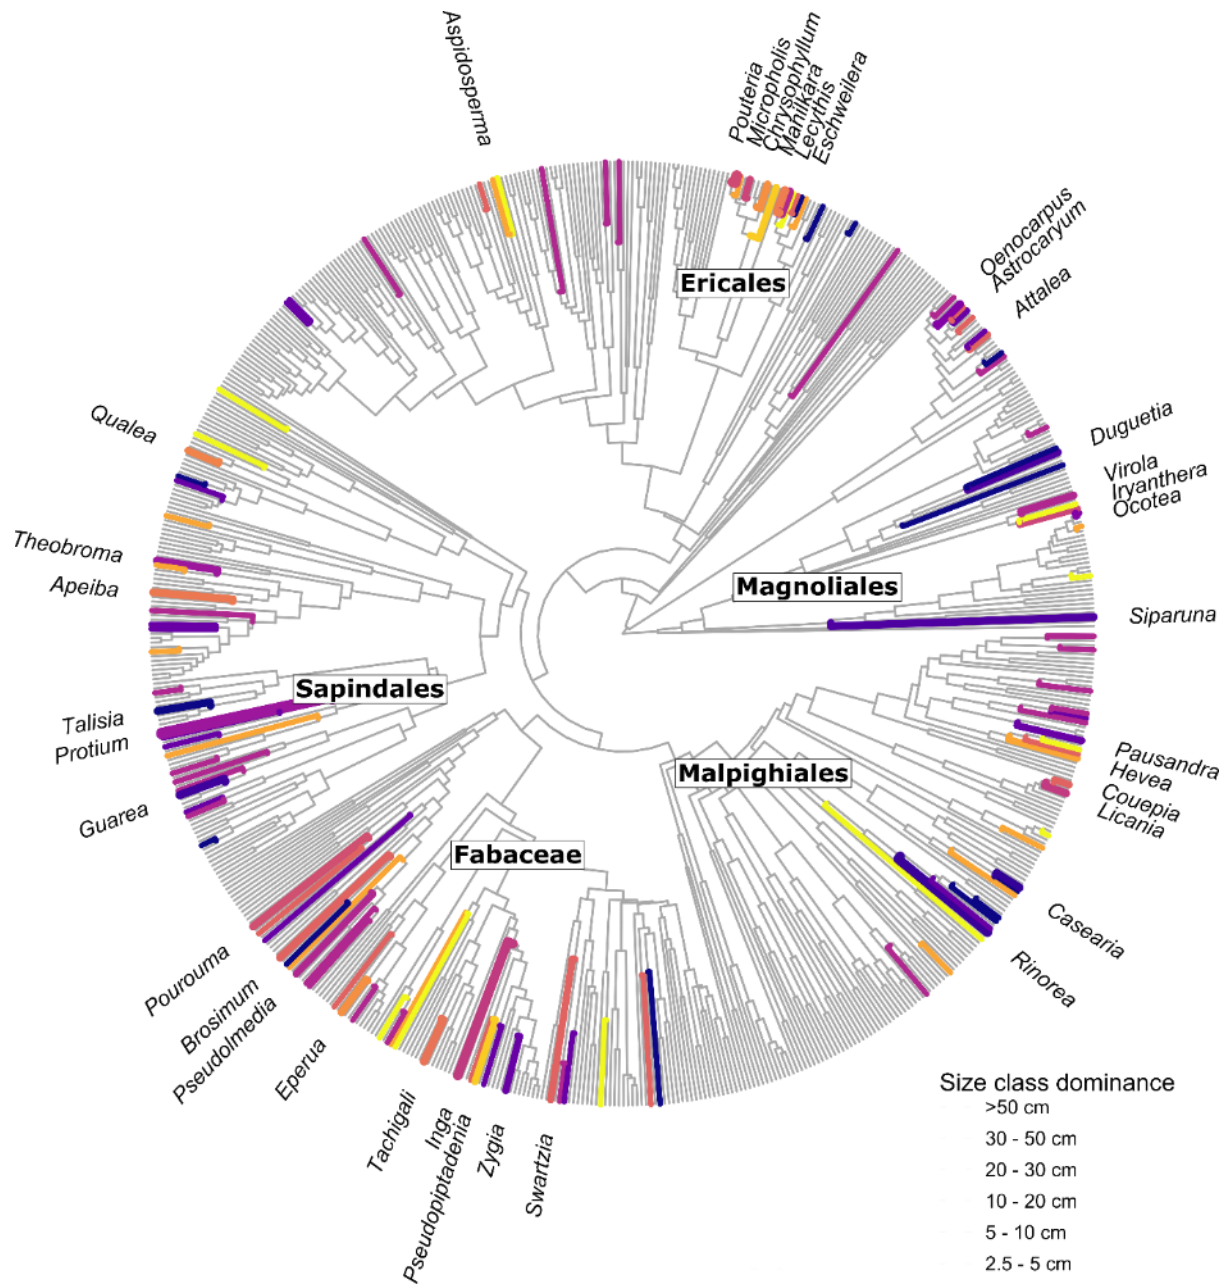 Aspidosperma
Pouteria
Micropholis
Chrysophyllum
Manilkara
Lecythis
Eschweilera
Oenocarpus
Astrocaryum
Attalea
Ericales
Duguetia
Virola
Iryanthera
Ocotea
Qualea
Theobroma
Apeiba
Magnoliales
Siparuna
Sapindales
Talisia
Protium
Guarea
Malpighiales
Pausandra
Hevea
Couepia
Licania
Fabaceae
Casearia
Rinorea
Pourouma
Brosimum
Pseudolmedia
Eperua
Tachigali
Inga
Pseudopiptadenia
Zygia
Swartzia
Size class dominance
>50 cm
30 - 50 cm
20 - 30 cm
10 - 20 cm
5 - 10 cm
2.5 - 5 cm